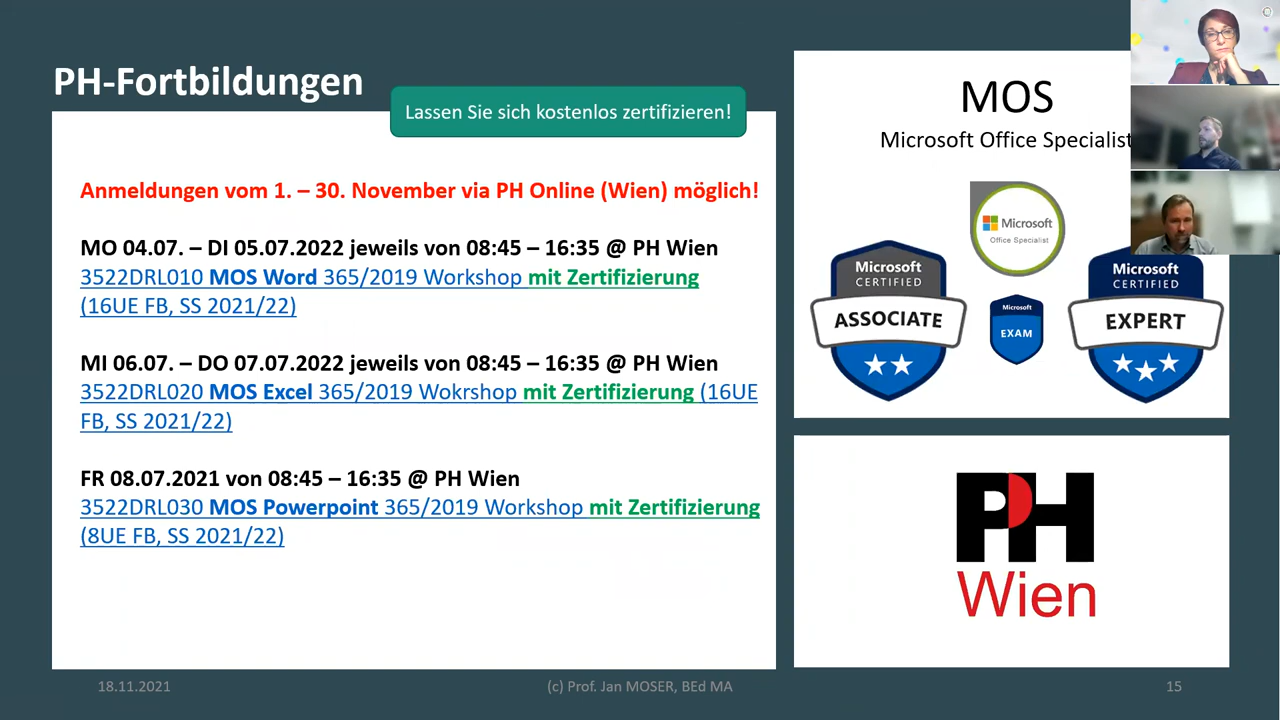 PH-Fortbildungen
Lassen Sie sich kostenlos zertifizieren!
Anmeldungen vom 1. – 30. November via PH Online (Wien) möglich!
MO 04.07. – DI 05.07.2022 jeweils von 08:45 – 16:35 @ PH Wien
3522DRL010 MOS Word 365/2019 Workshop mit Zertifizierung
(16UE FB, SS 2021/22)
MI 06.07. – DO 07.07.2022 jeweils von 08:45 – 16:35 @ PH Wien
3522DRL020 MOS Excel 365/2019 Wokrshop mit Zertifizierung (16UE
FB, SS 2021/22)
FR 08.07.2021 von 08:45 – 16:35 @ PH Wien
3522DRL030 MOS Powerpoint 365/2019 Workshop mit Zertifizierung
(8UE FB, SS 2021/22)
MOS
Microsoft Office Specialist
Microsoft
Office Specialist
Microsoft
CERTIFIED
ASSOCIATE
Microsoft
EXAM
Microsoft
CERTIFIED
EXPERT
PH
Wien
18.11.2021
(c) Prof. Jan MOSER, BEd MA
15